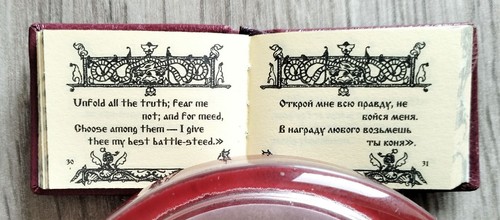 Unfold all the truth; fear me
not; and for meed,
Choose among them — I give
thee my best battle-steed.»
30
Открой мне всю правду, не
бойся меня.
В награду любого возьмешь
ты коня».
31